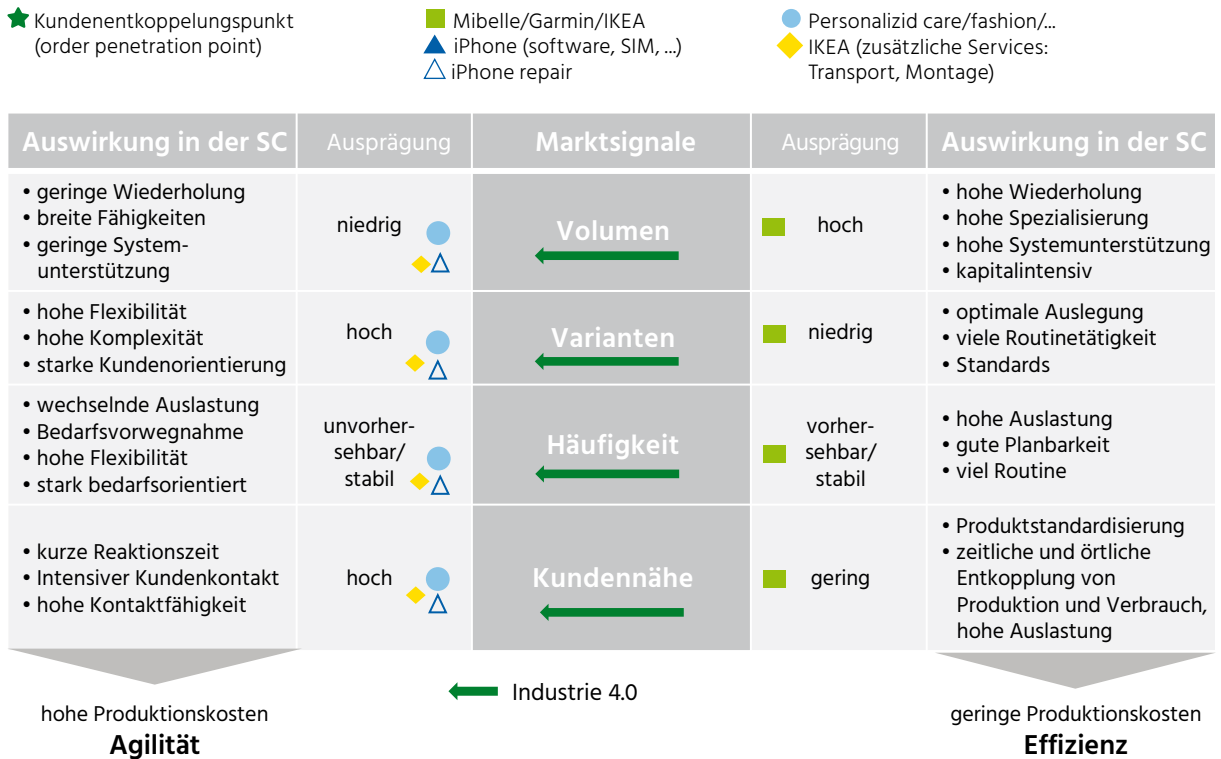 Kundenentkoppelungspunkt
(order penetration point)
Mibelle/Garmin/IKEA
iPhone (software, SIM, ...)
iPhone repair
Personalizid care/fashion/...
IKEA (zusätzliche Services:
Transport, Montage)
Auswirkung in der SC
Ausprägung
Marktsignale
Ausprägung
Auswirkung in der SC
• geringe Wiederholung
• breite Fähigkeiten
• geringe System-
unterstützung
niedrig
Volumen
hoch
• hohe Wiederholung
• hohe Spezialisierung
• hohe Systemunterstützung
• kapitalintensiv
• hohe Flexibilität
• hohe Komplexität
• starke Kundenorientierung
hoch
Varianten
niedrig
• optimale Auslegung
• viele Routinetätigkeit
• Standards
• wechselnde Auslastung
• Bedarfsvorwegnahme
• hohe Flexibilität
• stark bedarfsorientiert
unvorher-
sehbar/
stabil
Häufigkeit
vorher-
sehbar/
stabil
• hohe Auslastung
• gute Planbarkeit
• viel Routine
• kurze Reaktionszeit
• Intensiver Kundenkontakt
• hohe Kontaktfähigkeit
hoch
Kundennähe
gering
• Produktstandardisierung
• zeitliche und örtliche
Entkopplung von
Produktion und Verbrauch,
hohe Auslastung
Industrie 4.0
hohe Produktionskosten
Agilität
geringe Produktionskosten
Effizienz